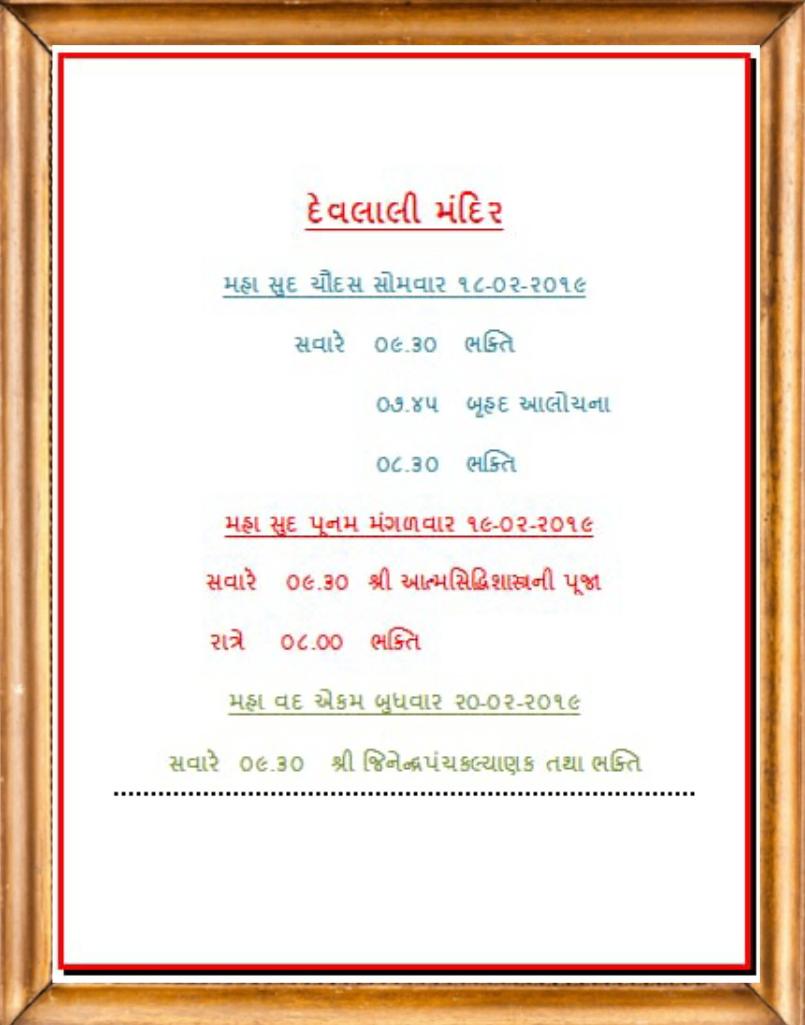 દેવલાલી મંદિર
મહા સુદ ચૌદસ સોમવાર ૧૮-૦૨-૨૦૧૯
સવારે ૦૯.૩૦ ભક્તિ
૦૭.૪૫ બૃહદ આલોચના
૦૮.૩૦ ભક્તિ
મહા સુદ પૂનમ મંગળવાર ૧૯-૦૨-૨૦૧૯
સવારે ૦૯.૩૦ શ્રી આત્મસિદ્ધિશાસ્ત્રની પૂજા
રાત્રે ૦૮.૦૦ ભક્તિ
મહા વદ એકમ બુધવાર ૨૦-૦૨-૨૦૧૯
સવારે ૦૯.૩૦ શ્રી જિનેન્દ્રપંચકલ્યાણક તથા ભક્તિ